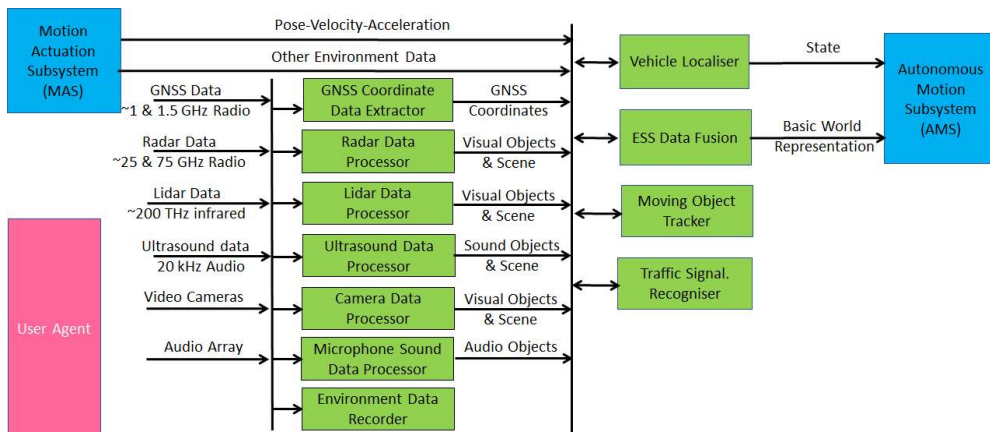 Motion
Actuation
Subsystem
(MAS)
Pose-Velocity-Acceleration
Other Environment Data
GNSS Data
~1 & 1.5 GHz Radio
GNSS Coordinate
Data Extractor
GNSS
Coordinates
Radar Data
~25 & 75 GHz Radio
Radar Data
Processor
Visual Objects
& Scene
Lidar Data
~200 THz infrared
Lidar Data
Processor
Visual Objects
& Scene
Ultrasound data
20 kHz Audio
Ultrasound Data
Processor
Sound Objects
& Scene
Video Cameras
Camera Data
Processor
Visual Objects
& Scene
Audio Array
Microphone Sound
Data Processor
Audio Objects
Environment Data
Recorder
User Agent
Vehicle Localiser
State
ESS Data Fusion
Basic World
Representation
Moving Object
Tracker
Traffic Signal.
Recogniser
Autonomous
Motion
Subsystem
(AMS)